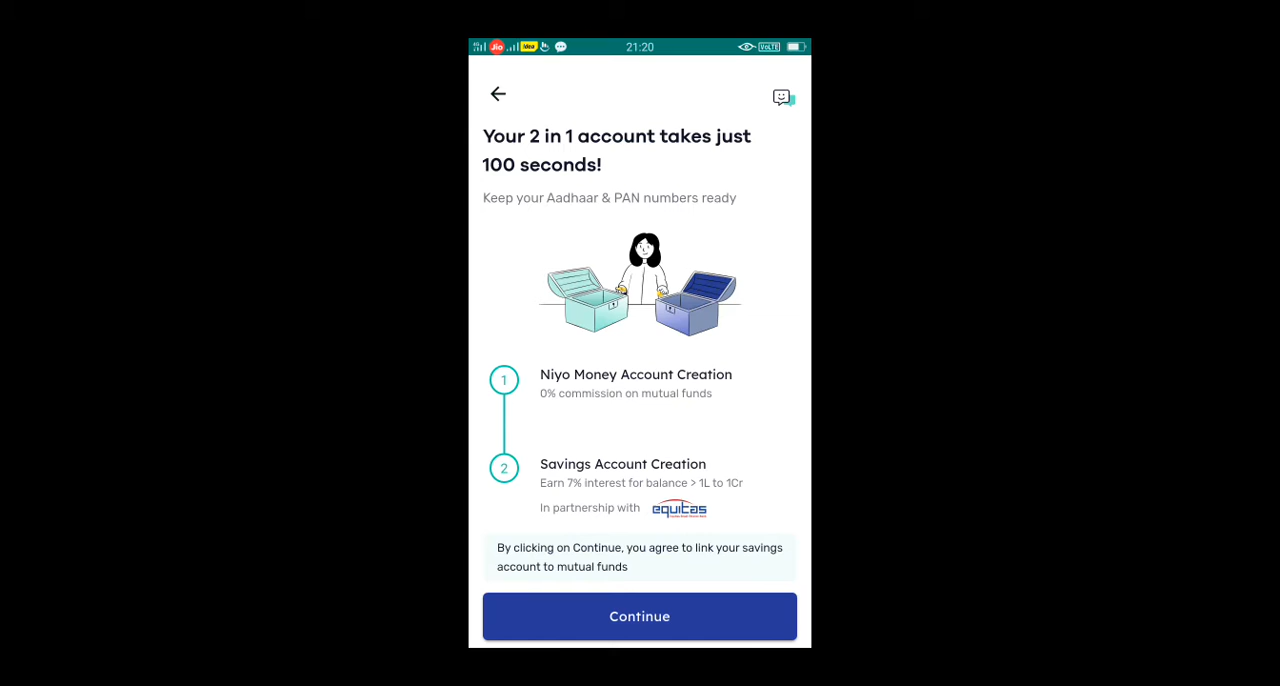 Jio idea 21:20 VoLTE
Your 2 in 1 account takes just
100 seconds!
Keep your Aadhaar & PAN numbers ready
1 Niyo Money Account Creation
0% commission on mutual funds
2 Savings Account Creation
Earn 7% interest for balance > 1L to 1Cr
In partnership with equitas
By clicking on Continue, you agree to link your savings
account to mutual funds
Continue